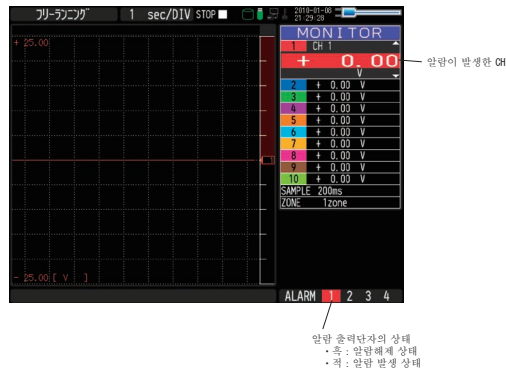 フリーランニング 1 sec/DIV STOP 2010-01-08 21:29:28
+ 25.00
MONITOR
1 CH 1
+ 0.00
V
알람이 발생한 CH
2 + 0.00 V
3 + 0.00 V
4 + 0.00 V
5 + 0.00 V
6 + 0.00 V
7 + 0.00 V
8 + 0.00 V
9 + 0.00 V
10 + 0.00 V
SAMPLE 200ms
ZONE 1zone
1
- 25.00 [ V ]
ALARM 1 2 3 4
알람 출력단자의 상태
・흑 : 알람해제 상태
・적 : 알람 발생 상태